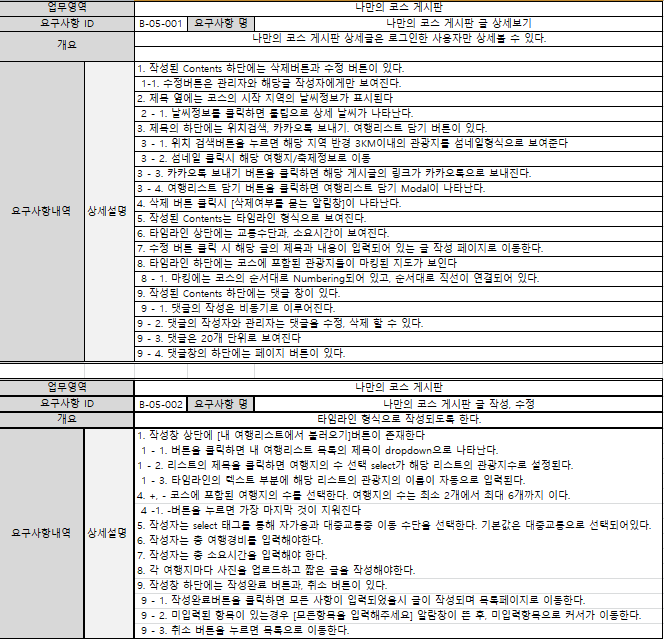 업무영역 나만의 코스 게시판
요구사항 ID B-05-001 요구사항 명 나만의 코스 게시판 글 상세보기
개요 나만의 코스 게시판 상세글은 로그인한 사용자만 상세볼 수 있다.
요구사항내역 상세설명
1. 작성된 Contents 하단에는 삭제버튼과 수정 버튼이 있다.
1-1. 수정버튼은 관리자와 해당글 작성자에게만 보여진다.
2. 제목 옆에는 코스의 시작 지역의 날씨정보가 표시된다
2 - 1. 날씨정보를 클릭하면 툴팁으로 상세 날씨가 나타난다.
3. 제목의 하단에는 위치검색, 카카오톡 보내기. 여행리스트 담기 버튼이 있다.
3 - 1. 위치 검색버튼을 누르면 해당 지역 반경 3KM이내의 관광지를 섬네일형식으로 보여준다
3 - 2. 섬네일 클릭시 해당 여행지/축제정보로 이동
3 - 3. 카카오톡 보내기 버튼을 클릭하면 해당 게시글의 링크가 카카오톡으로 보내진다.
3 - 4. 여행리스트 담기 버튼을 클릭하면 여행리스트 담기 Modal이 나타난다.
4. 삭제 버튼 클릭시 [삭제여부를 묻는 알림창]이 나타난다.
5. 작성된 Contents는 타임라인 형식으로 보여진다.
6. 타임라인 상단에는 교통수단과, 소요시간이 보여진다.
7. 수정 버튼 클릭 시 해당 글의 제목과 내용이 입력되어 있는 글 작성 페이지로 이동한다.
8. 타임라인 하단에는 코스에 포함된 관광지들이 마킹된 지도가 보인다
8 - 1. 마킹에는 코스의 순서대로 Numbering되어 있고, 순서대로 직선이 연결되어 있다.
9. 작성된 Contents 하단에는 댓글 창이 있다.
9 - 1. 댓글의 작성은 비동기로 이루어진다.
9 - 2. 댓글의 작성자와 관리자는 댓글을 수정, 삭제 할 수 있다.
9 - 3. 댓글은 20개 단위로 보여진다
9 - 4. 댓글창의 하단에는 페이지 버튼이 있다.
업무영역 나만의 코스 게시판
요구사항 ID B-05-002 요구사항 명 나만의 코스 게시판 글 작성, 수정
개요 타임라인 형식으로 작성되도록 한다.
요구사항내역 상세설명
1. 작성창 상단에 [내 여행리스트에서 불러오기]버튼이 존재한다
1 - 1. 버튼을 클릭하면 내 여행리스트 목록의 제목이 dropdown으로 나타난다.
1 - 2. 리스트의 제목을 클릭하면 여행지의 수 선택 select가 해당 리스트의 관광지수로 설정된다.
1 - 3. 타임라인의 텍스트 부분에 해당 리스트의 관광지의 이름이 자동으로 입력된다.
4. +, - 코스에 포함된 여행지의 수를 선택한다. 여행지의 수는 최소 2개에서 최대 6개까지 이다.
4 -1. -버튼을 누르면 가장 마지막 것이 지워진다
5. 작성자는 select 태그를 통해 자가용과 대중교통중 이동 수단을 선택한다. 기본값은 대중교통으로 선택되어있다.
6. 작성자는 총 여행경비를 입력해야한다.
7. 작성자는 총 소요시간을 입력해야 한다.
8. 각 여행지마다 사진을 업로드하고 짧은 글을 작성해야한다.
9. 작성창 하단에는 작성완료 버튼과, 취소 버튼이 있다.
9 - 1. 작성완료버튼을 클릭하면 모든 사항이 입력되었을시 글이 작성되며 목록페이지로 이동한다.
9 - 2. 미입력된 항목이 있는경우 [모든항목을 입력해주세요] 알람창이 뜬 후, 미입력항목으로 커서가 이동한다.
9 - 3. 취소 버튼을 누르면 목록으로 이동한다.